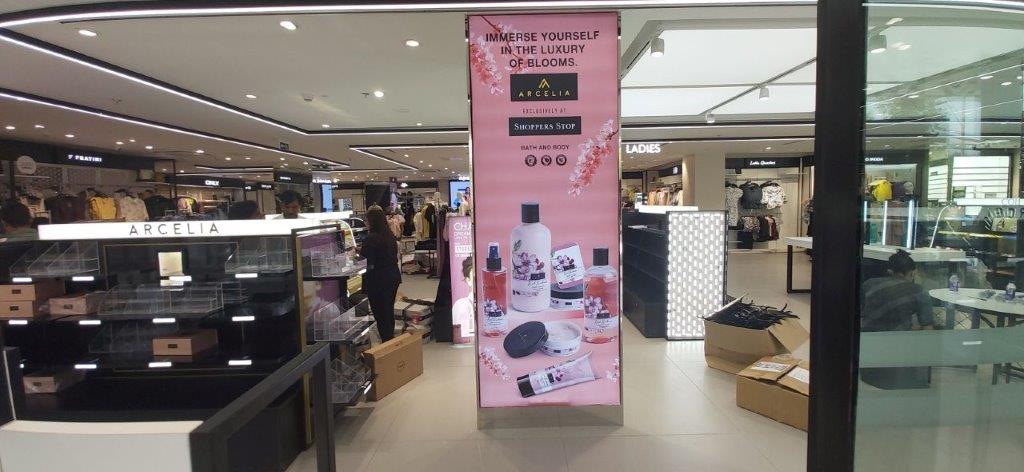 IMMERSE YOURSELF
IN THE LUXURY
OF BLOOMS.
ARCELIA
EXCLUSIVELY AT
SHOPPERS STOP
BATH AND BODY
ARCELIA
LADIES
FRATINI
ONLY